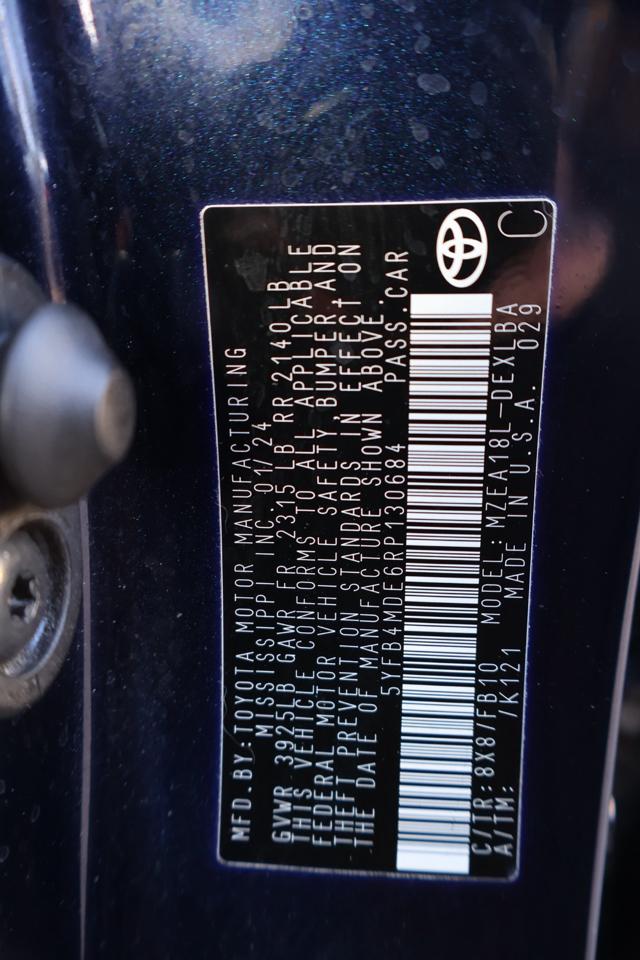 MFD.BY:TOYOTA MOTOR MANUFACTURING
MISSISSIPPI INC.01/24
GVWR 3925LB GAWR FR 2315 LB RR 2140 LB
THIS VEHICLE CONFORMS TO ALL APPLICABLE
FEDERAL MOTOR VEHICLE SAFETY, BUMPER, AND
THEFT PREVENTION STANDARDS IN EFFECT ON
THE DATE OF MANUFACTURE SHOWN ABOVE.
5YFB4MDE6RP130684 PASS.CAR
C/TR:8X8/FB10 MODEL:MZEA18L-DEXLBA
A/TM: /K121 MADE IN U.S.A. 029
C